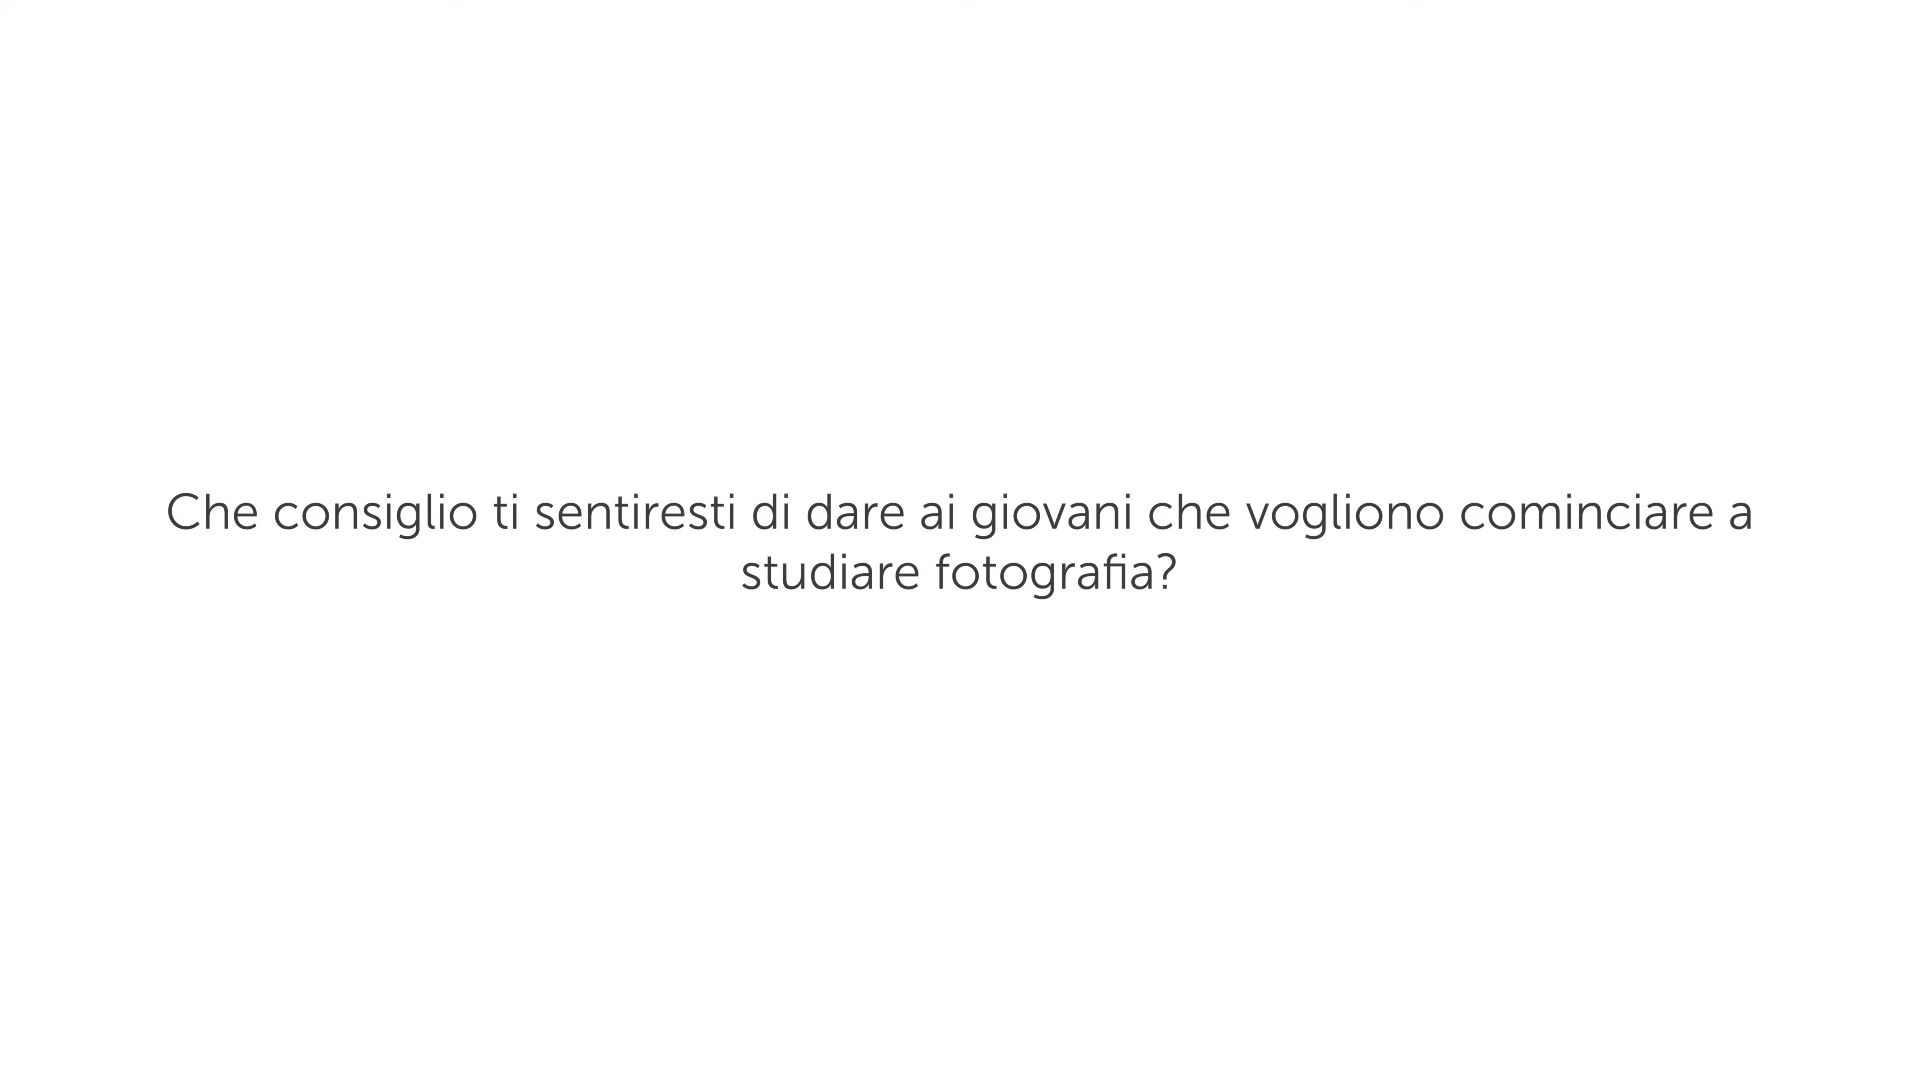 Che consiglio ti sentiresti di dare ai giovani che vogliono cominciare a
studiare fotografia?